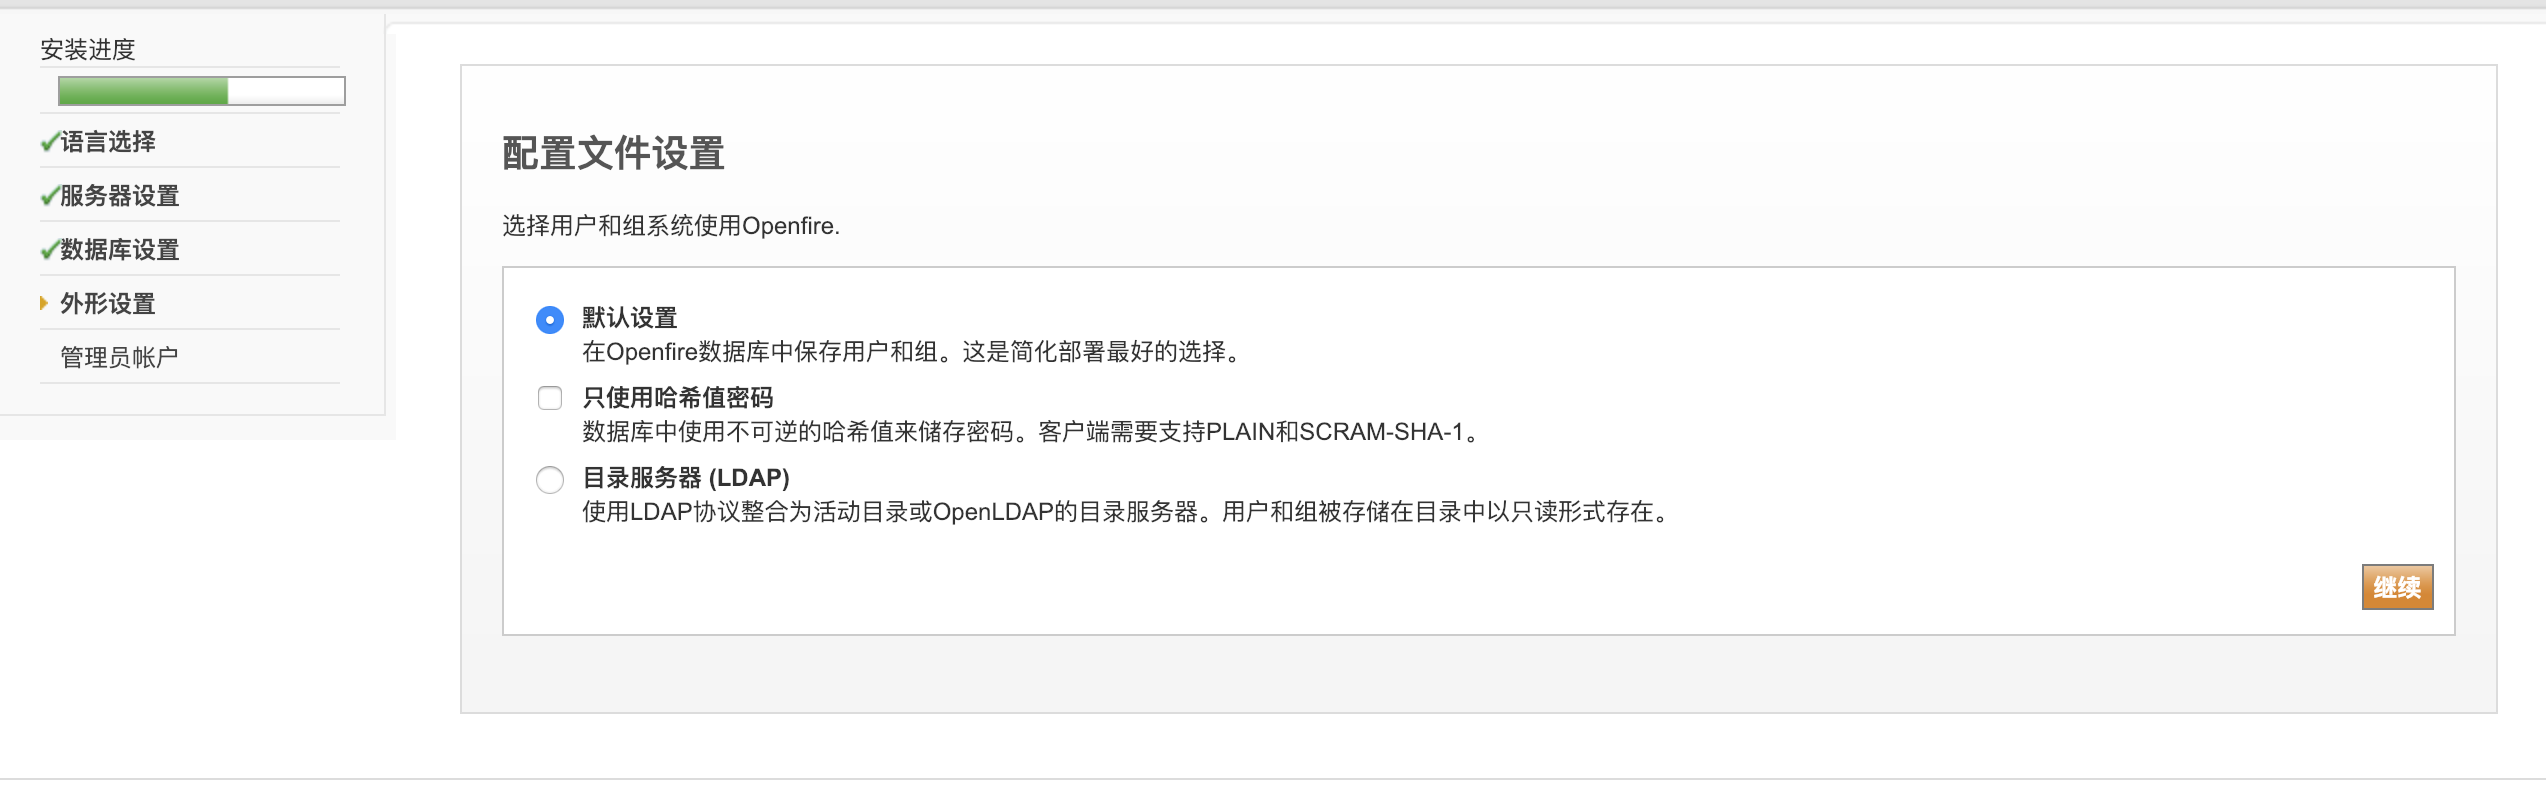 安装进度
语言选择
服务器设置
数据库设置
外形设置
管理员帐户
配置文件设置
选择用户和组系统使用Openfire.
默认设置
在Openfire数据库中保存用户和组。这是简化部署最好的选择。
只使用哈希值密码
数据库中使用不可逆的哈希值来储存密码。客户端需要支持PLAIN和SCRAM-SHA-1。
目录服务器 (LDAP)
使用LDAP协议整合为活动目录或OpenLDAP的目录服务器。用户和组被存储在目录中以只读形式存在。
继续